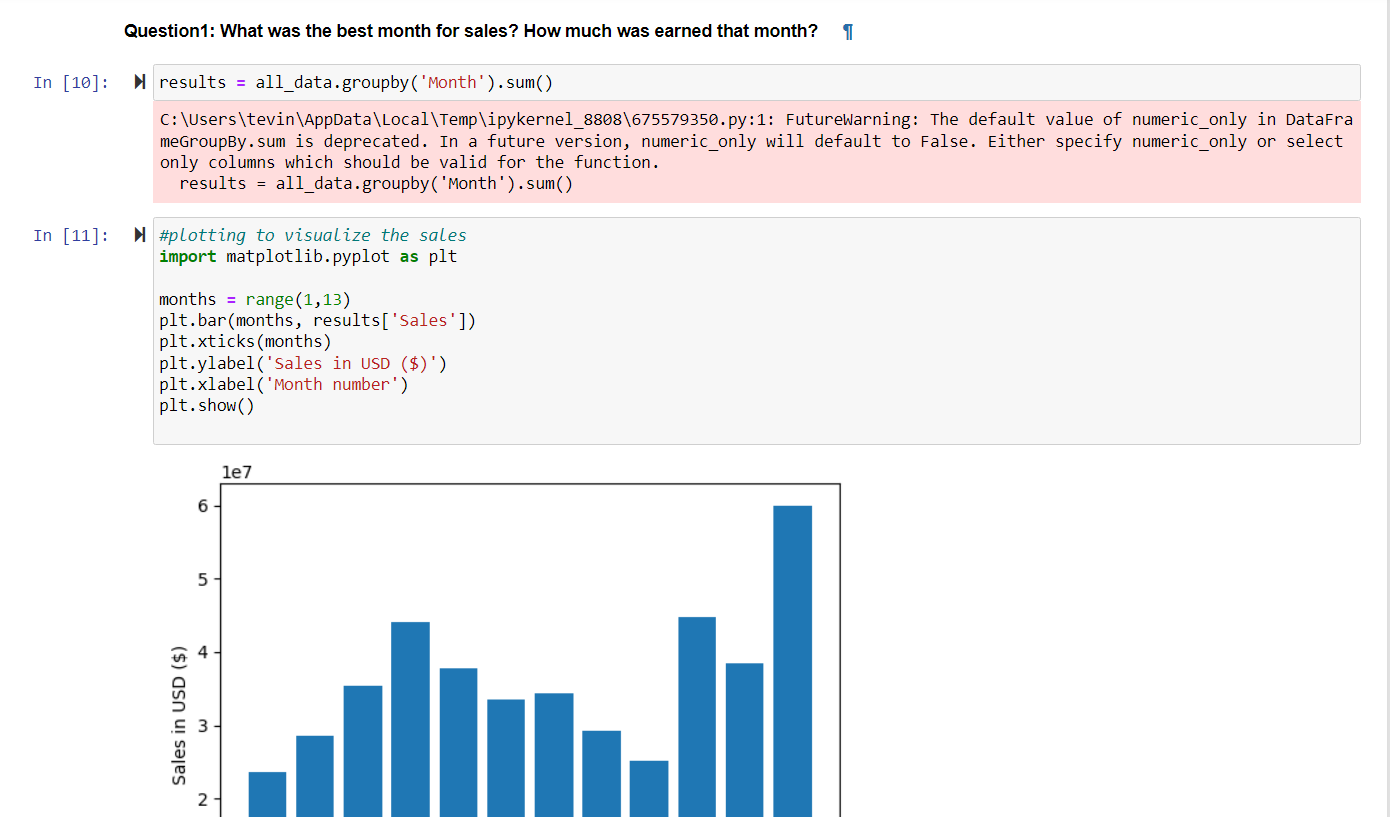 Question1: What was the best month for sales? How much was earned that month? ¶
In [10]:
results = all_data.groupby('Month').sum()
C:\Users\tevin\AppData\Local\Temp\ipykernel_8808\675579350.py:1: FutureWarning: The default value of numeric_only in DataFra
meGroupBy.sum is deprecated. In a future version, numeric_only will default to False. Either specify numeric_only or select
only columns which should be valid for the function.
  results = all_data.groupby('Month').sum()
In [11]:
#plotting to visualize the sales
import matplotlib.pyplot as plt
months = range(1,13)
plt.bar(months, results['Sales'])
plt.xticks(months)
plt.ylabel('Sales in USD ($)')
plt.xlabel('Month number')
plt.show()
1e7
6
5
4
3
2
Sales in USD ($)